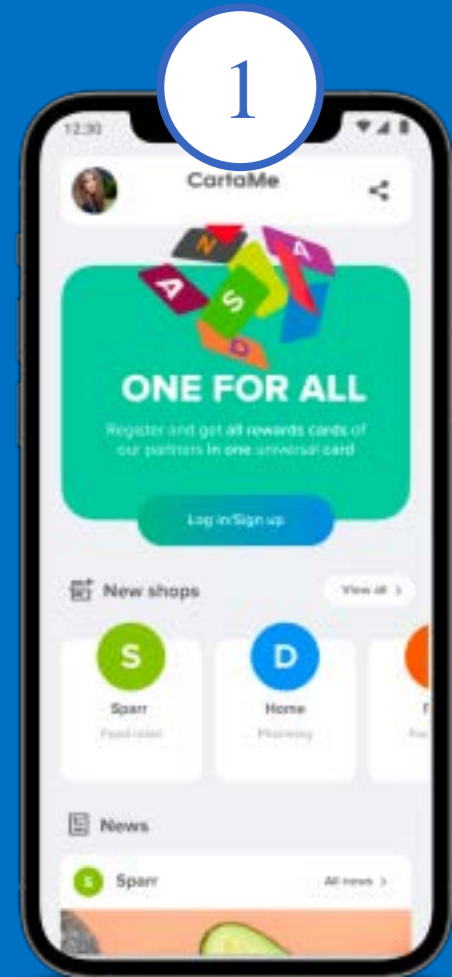 1
12:30
CartaMe
N
A
A
S
D
ONE FOR ALL
Register and get all rewards cards of
our partners in one universal card
Log in/Sign up
New shops
View all >
S
D
Sparr
Home
Food retail
Pharmacy
News
S
Sparr
All news >